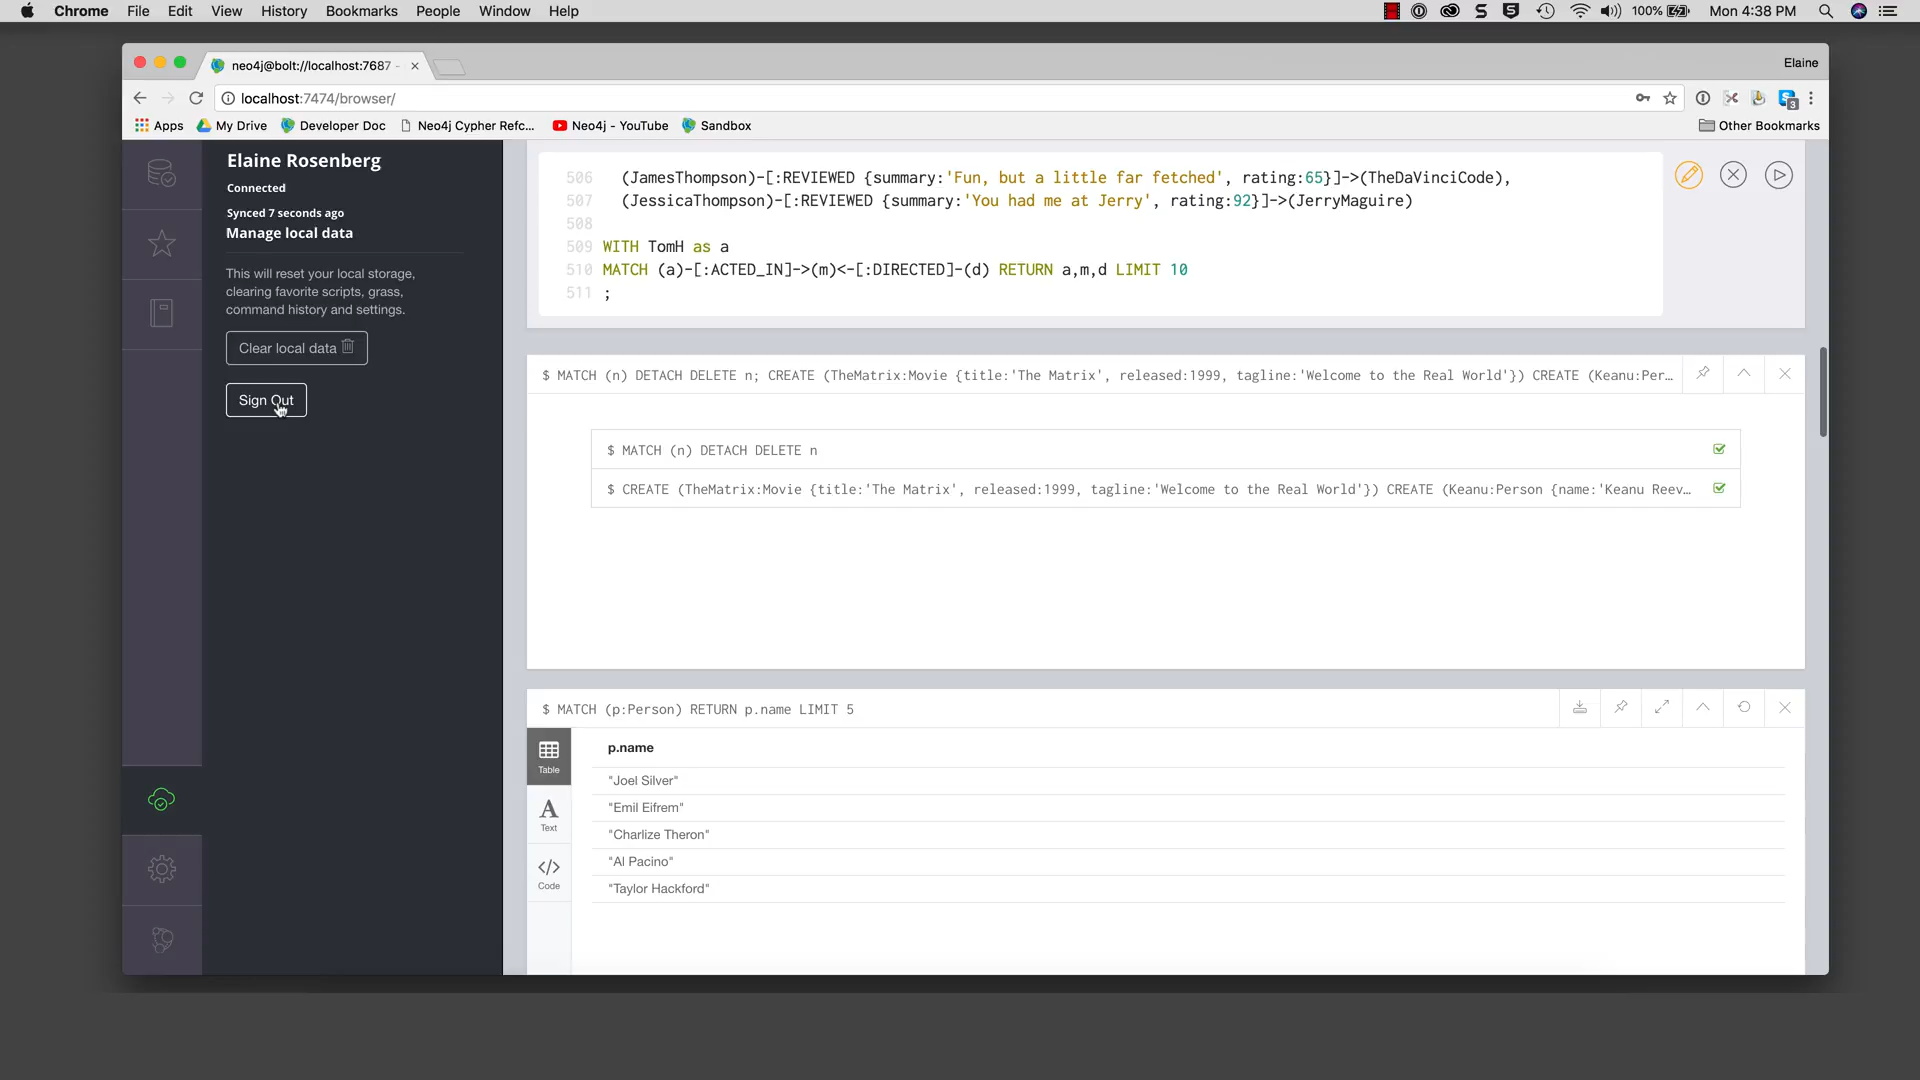 Chrome File Edit View History Bookmarks People Window Help 100% Mon 4:38 PM
neo4j@bolt://localhost:7687 - Elaine
localhost:7474/browser/ 3
Apps My Drive Developer Doc Neo4j Cypher Refc... Neo4j - YouTube Sandbox Other Bookmarks
Elaine Rosenberg
Connected
Synced 7 seconds ago
Manage local data
This will reset your local storage,
clearing favorite scripts, grass,
command history and settings.
Clear local data
Sign Out
506 (JamesThompson)-[:REVIEWED {summary:'Fun, but a little far fetched', rating:65}]->(TheDaVinciCode),
507 (JessicaThompson)-[:REVIEWED {summary:'You had me at Jerry', rating:92}]->(JerryMaguire)
508
509 WITH TomH as a
510 MATCH (a)-[:ACTED_IN]->(m)<-[:DIRECTED]-(d) RETURN a,m,d LIMIT 10
511 ;
$ MATCH (n) DETACH DELETE n; CREATE (TheMatrix:Movie {title:'The Matrix', released:1999, tagline:'Welcome to the Real World'}) CREATE (Keanu:Per...
$ MATCH (n) DETACH DELETE n
$ CREATE (TheMatrix:Movie {title:'The Matrix', released:1999, tagline:'Welcome to the Real World'}) CREATE (Keanu:Person {name:'Keanu Reev...
$ MATCH (p:Person) RETURN p.name LIMIT 5
Table
A
Text
</>
Code
p.name
"Joel Silver"
"Emil Eifrem"
"Charlize Theron"
"Al Pacino"
"Taylor Hackford"